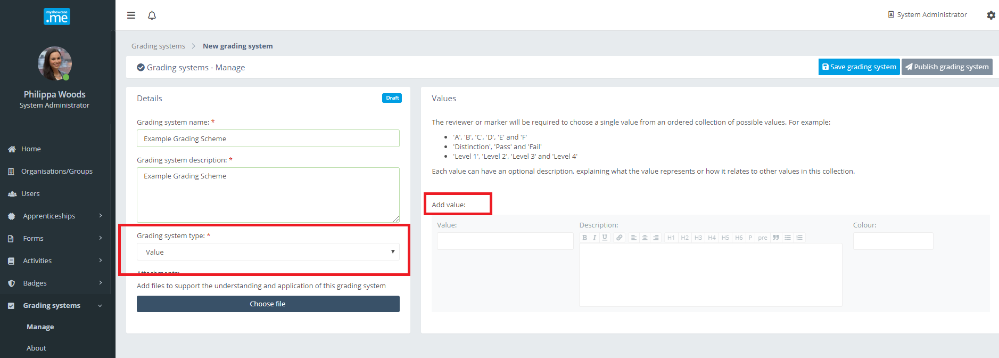 myshowcase
.me
System Administrator
Philippa Woods
System Administrator
Home
Organisations/Groups
Users
Apprenticeships
Forms
Activities
Badges
Grading systems
Manage
About
Grading systems > New grading system
Grading systems - Manage
Save grading system
Publish grading system
Details
Draft
Grading system name: *
Example Grading Scheme
Grading system description: *
Example Grading Scheme
Grading system type: *
Value
Attachments:
Add files to support the understanding and application of this grading system
Choose file
Values
The reviewer or marker will be required to choose a single value from an ordered collection of possible values. For example:
'A', 'B', 'C', 'D', 'E' and 'F'
'Distinction', 'Pass' and 'Fail'
'Level 1', 'Level 2', 'Level 3' and 'Level 4'
Each value can have an optional description, explaining what the value represents or how it relates to other values in this collection.
Add value:
Value:
Description:
Colour:
B I U H1 H2 H3 H4 H5 H6 P pre